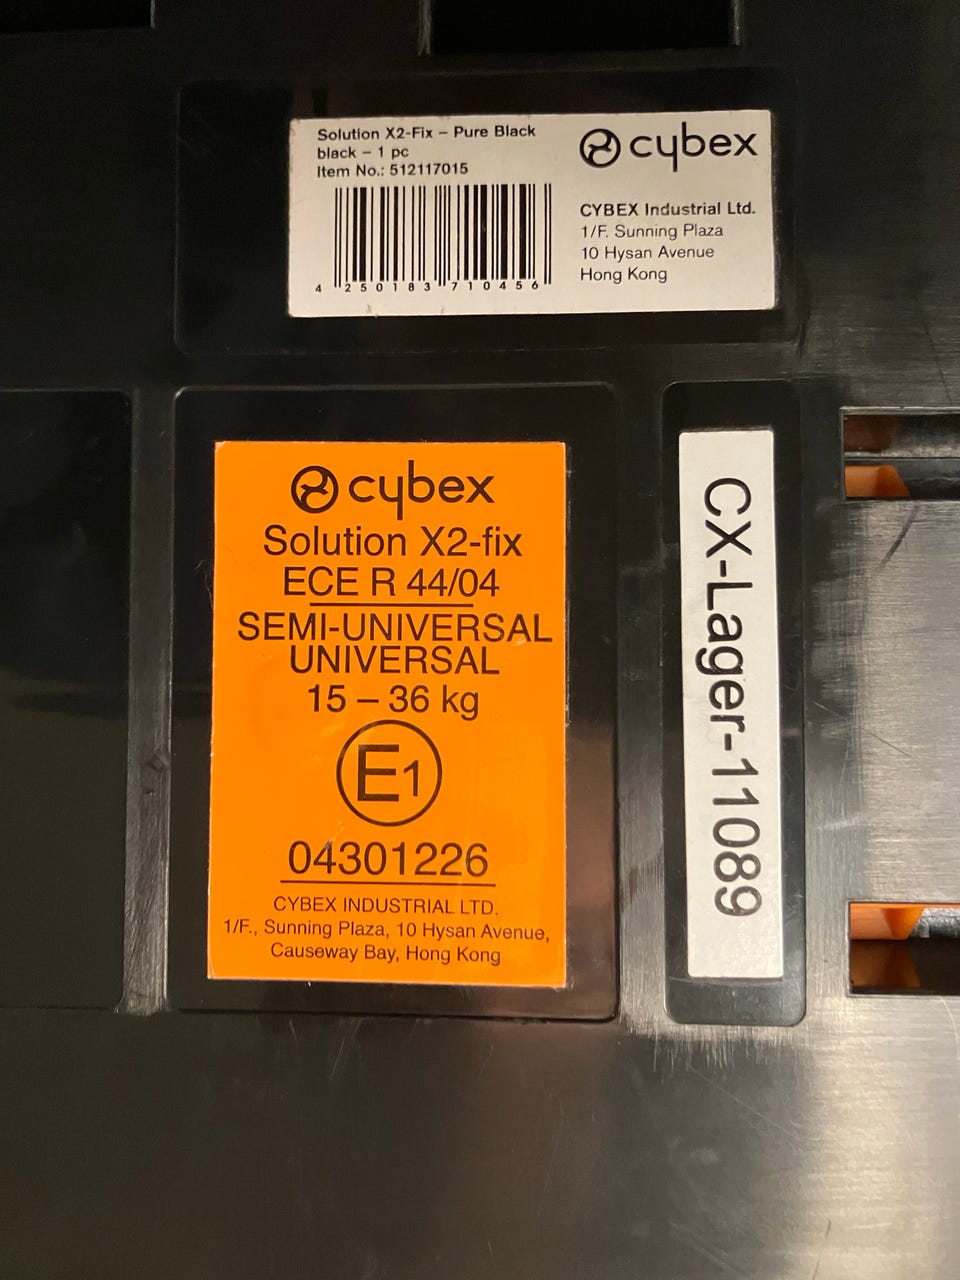 Solution X2-Fix – Pure Black
black – 1 pc
Item No.: 512117015
4 250183 710456
cybex
CYBEX Industrial Ltd.
1/F. Sunning Plaza
10 Hysan Avenue
Hong Kong
cybex
Solution X2-fix
ECE R 44/04
SEMI-UNIVERSAL
UNIVERSAL
15 – 36 kg
E1
04301226
CYBEX INDUSTRIAL LTD.
1/F., Sunning Plaza, 10 Hysan Avenue,
Causeway Bay, Hong Kong
CX-Lager-11089